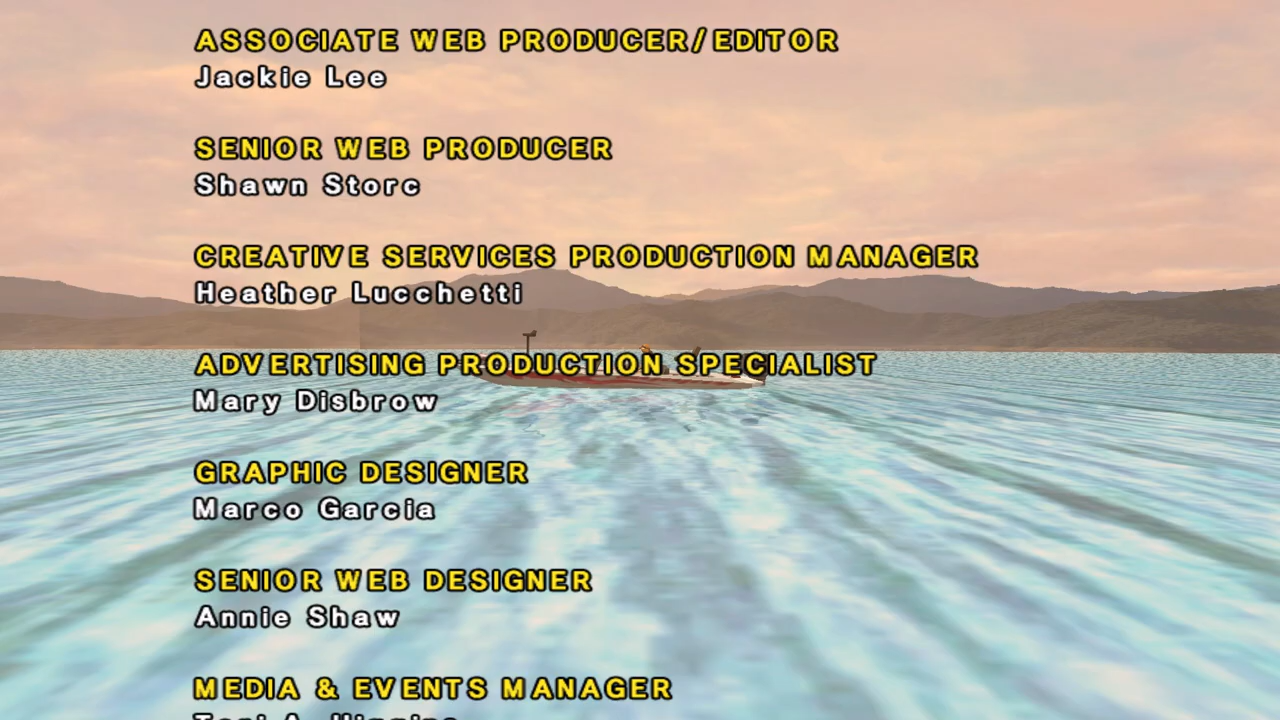 ASSOCIATE WEB PRODUCER/EDITOR
Jackie Lee
SENIOR WEB PRODUCER
Shawn Storc
CREATIVE SERVICES PRODUCTION MANAGER
Heather Lucchetti
ADVERTISING PRODUCTION SPECIALIST
Mary Disbrow
GRAPHIC DESIGNER
Marco Garcia
SENIOR WEB DESIGNER
Annie Shaw
MEDIA & EVENTS MANAGER